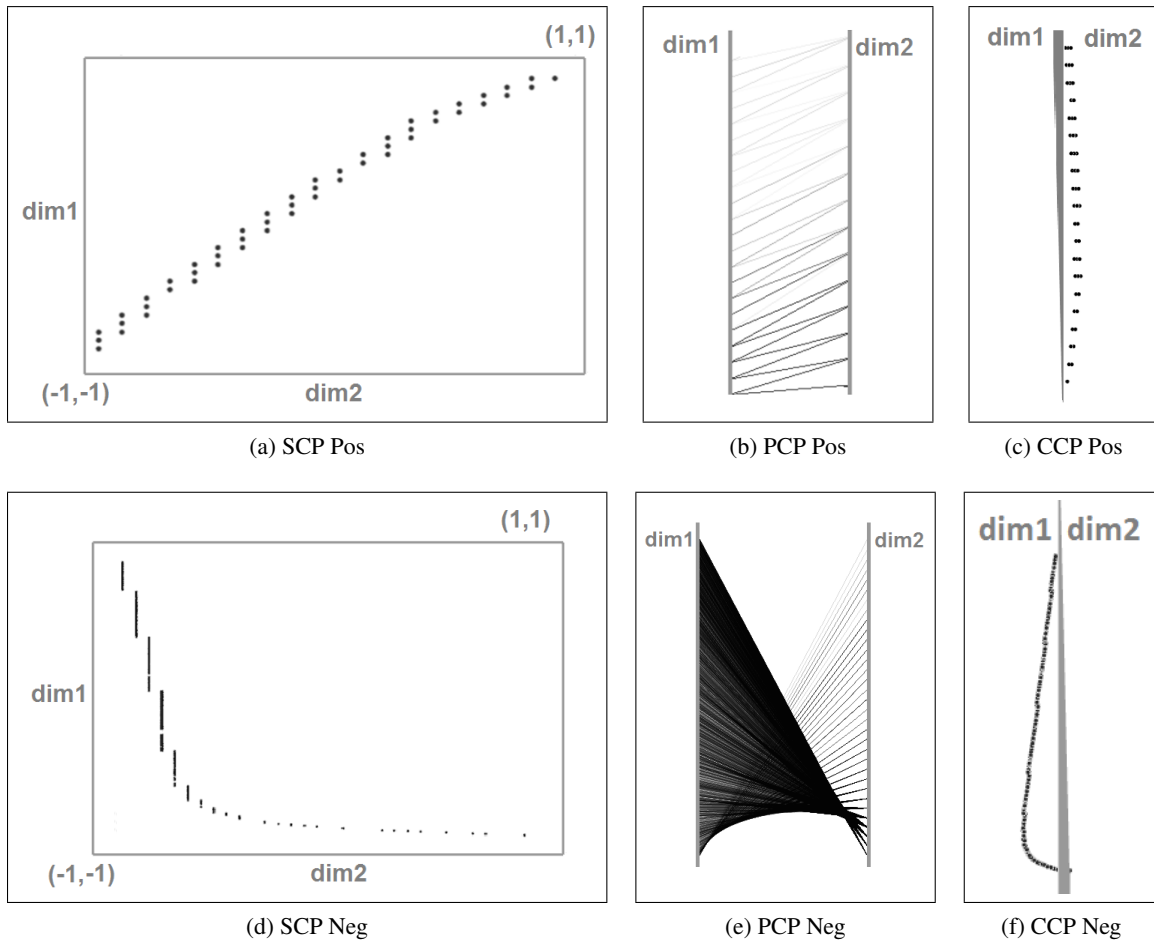 (1,1)
dim1
(-1,-1)
dim2
(a) SCP Pos
dim1
dim2
(b) PCP Pos
dim1
dim2
(c) CCP Pos
(1,1)
dim1
(-1,-1)
dim2
(d) SCP Neg
dim1
dim2
(e) PCP Neg
dim1
dim2
(f) CCP Neg